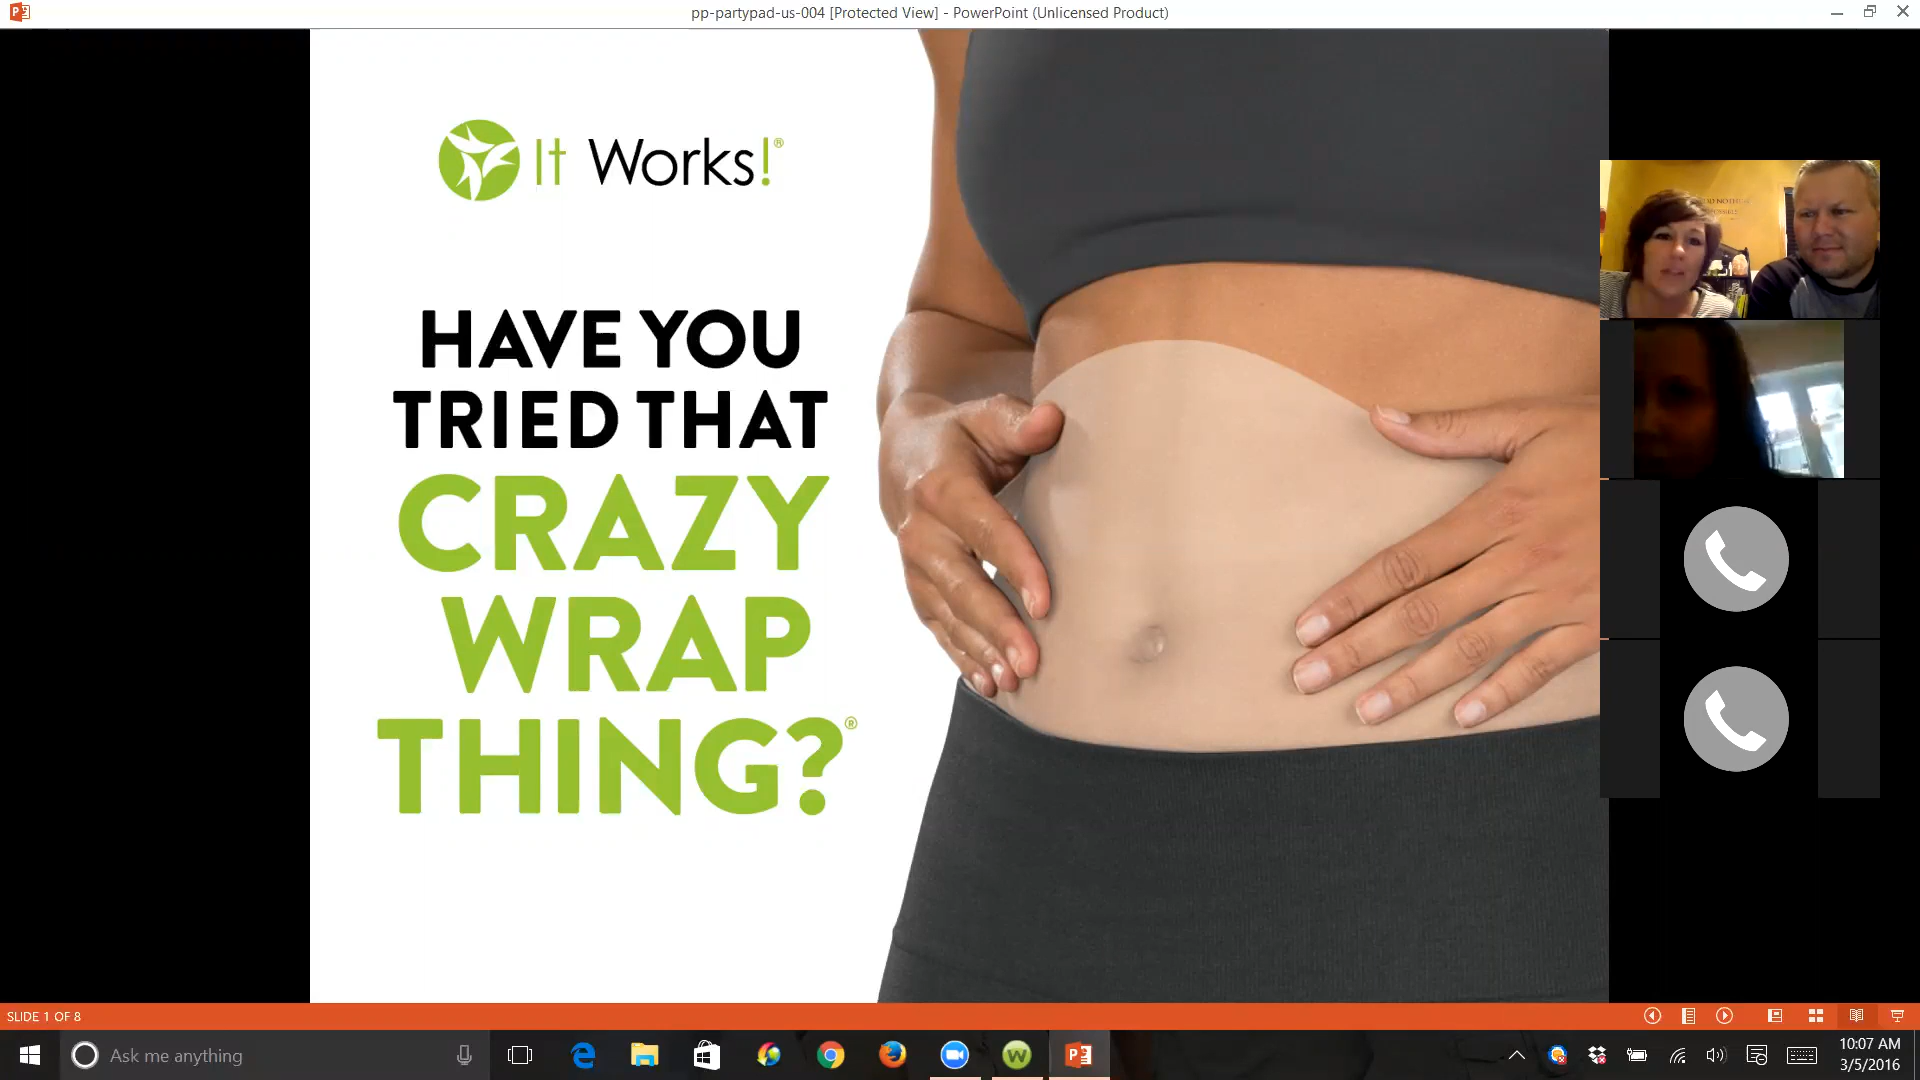 pp-partypad-us-004 [Protected View] - PowerPoint (Unlicensed Product)
It Works!®
HAVE YOU
TRIED THAT
CRAZY
WRAP
THING?®
SLIDE 1 OF 8
Ask me anything
10:07 AM
3/5/2016